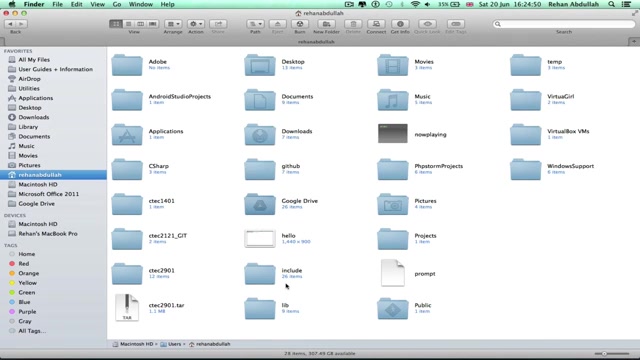 Finder File Edit View Go Window Help 35% Sat 20 Jun 16:24:50 Rehan Abdullah
rehanabdullah
Back View Arrange Action Path Eject Burn New Folder Delete Connect Get Info Quick Look Search
rehanabdullah
FAVORITES
All My Files
User Guides + Information
AirDrop
Utilities
Applications
Desktop
Downloads
Library
Documents
Music
Movies
Pictures
rehanabdullah
Macintosh HD
Microsoft Office 2011
Google Drive
DEVICES
Macintosh HD
Rehan's MacBook Pro
TAGS
Home
Red
Orange
Yellow
Green
Blue
Purple
Gray
All Tags...
Adobe
No items
Desktop
13 items
Movies
3 items
temp
3 items
AndroidStudioProjects
1 item
Documents
9 items
Music
5 items
VirtuaGirl
2 items
Applications
1 item
Downloads
7 items
nowplaying
VirtualBox VMs
1 item
CSharp
3 items
github
7 items
PhpstormProjects
6 items
WindowsSupport
6 items
ctec1401
1 item
Google Drive
26 items
Pictures
4 items
ctec2121_GIT
2 items
hello
1,440 × 900
Projects
1 item
ctec2901
12 items
include
26 items
prompt
TAR
ctec2901.tar
1.1 MB
lib
9 items
Public
1 item
Macintosh HD Users rehanabdullah
28 items, 307.49 GB available